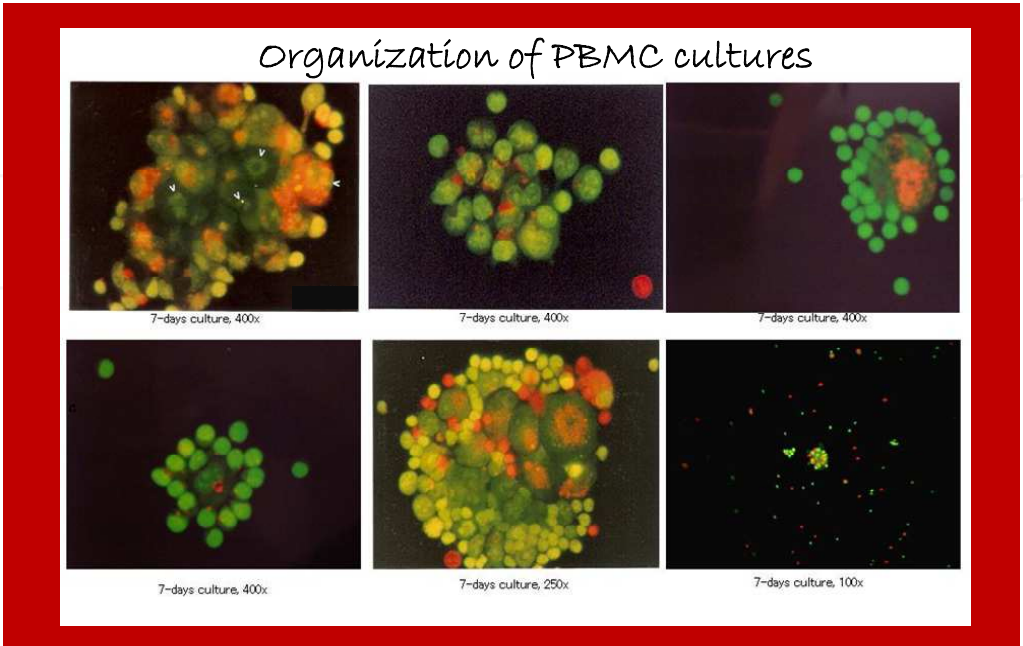 Organization of PBMC cultures
7-days culture, 400x
7-days culture, 400x
7-days culture, 400x
7-days culture, 400x
7-days culture, 250x
7-days culture, 100x